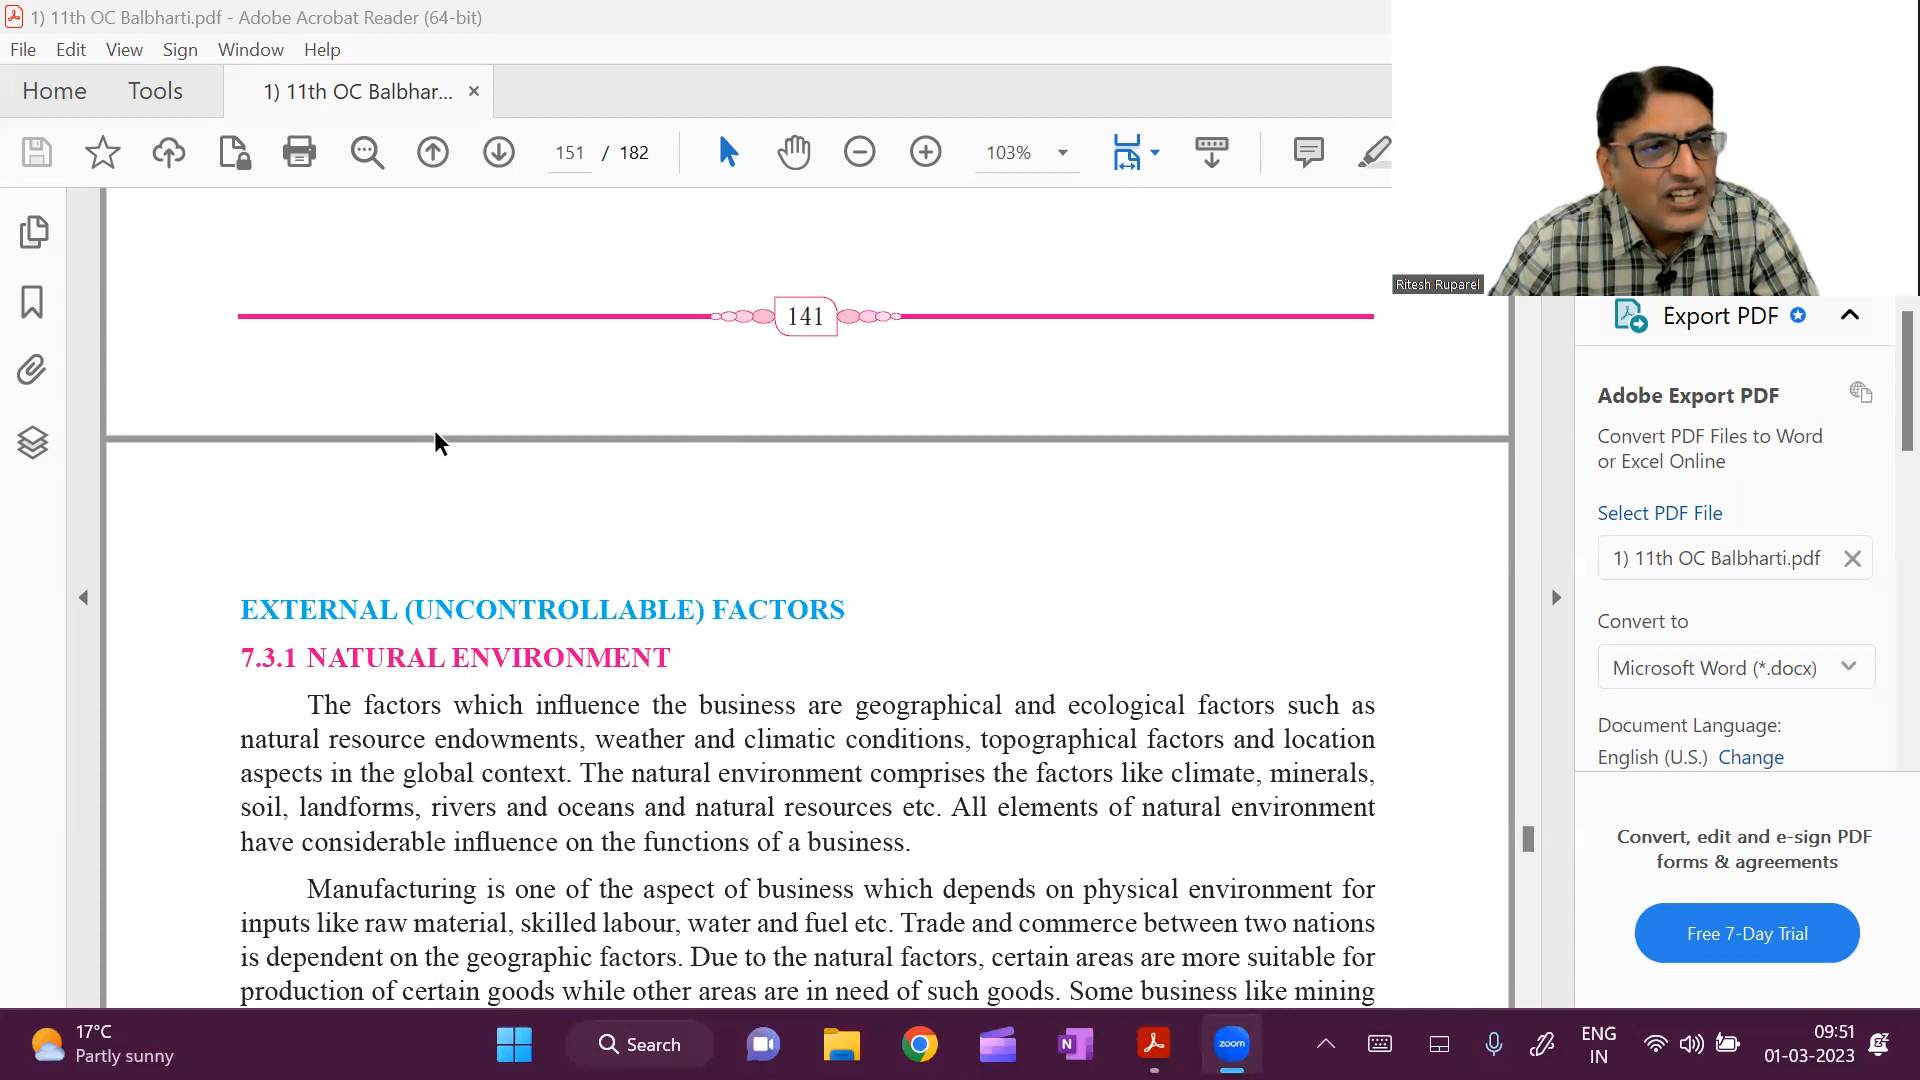 1) 11th OC Balbharti.pdf - Adobe Acrobat Reader (64-bit)
File Edit View Sign Window Help
Home Tools 1) 11th OC Balbhar... ×
151 / 182 103%
Ritesh Ruparel
141
EXTERNAL (UNCONTROLLABLE) FACTORS
7.3.1 NATURAL ENVIRONMENT
The factors which influence the business are geographical and ecological factors such as
natural resource endowments, weather and climatic conditions, topographical factors and location
aspects in the global context. The natural environment comprises the factors like climate, minerals,
soil, landforms, rivers and oceans and natural resources etc. All elements of natural environment
have considerable influence on the functions of a business.
Manufacturing is one of the aspect of business which depends on physical environment for
inputs like raw material, skilled labour, water and fuel etc. Trade and commerce between two nations
is dependent on the geographic factors. Due to the natural factors, certain areas are more suitable for
production of certain goods while other areas are in need of such goods. Some business like mining
Export PDF
Adobe Export PDF
Convert PDF Files to Word
or Excel Online
Select PDF File
1) 11th OC Balbharti.pdf
Convert to
Microsoft Word (*.docx)
Document Language:
English (U.S.) Change
Convert, edit and e-sign PDF
forms & agreements
Free 7-Day Trial
17°C
Partly sunny
Search
N
zoom
ENG
IN
09:51
01-03-2023